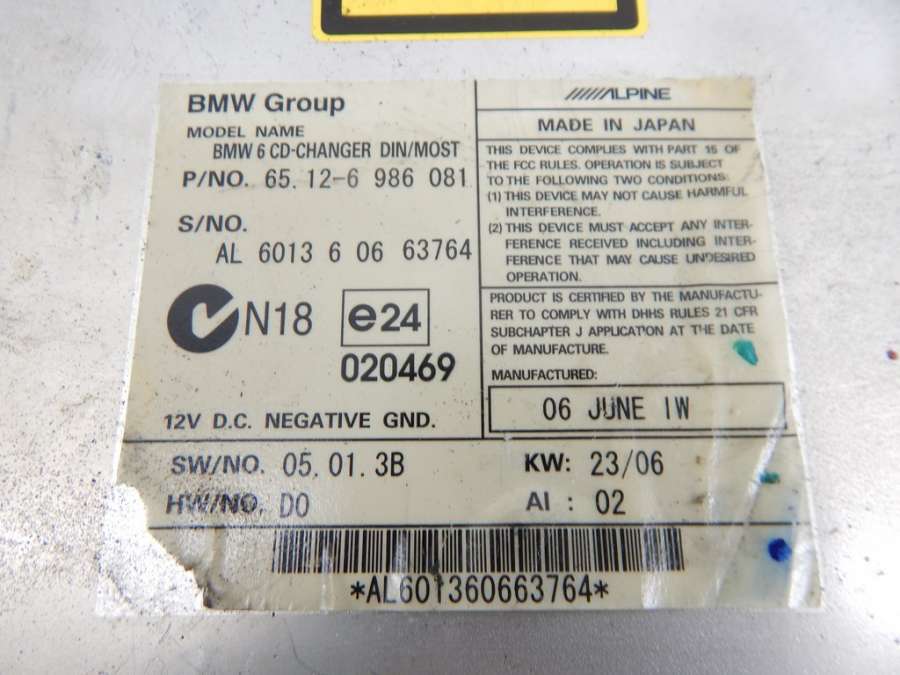 BMW Group
MODEL NAME
BMW 6 CD-CHANGER DIN/MOST
P/NO. 65.12-6 986 081
S/NO.
AL 6013 6 06 63764
N18
e24
020469
12V D.C. NEGATIVE GND.
ALPINE
MADE IN JAPAN
THIS DEVICE COMPLIES WITH PART 15 OF
THE FCC RULES. OPERATION IS SUBJECT
TO THE FOLLOWING TWO CONDITIONS:
(1) THIS DEVICE MAY NOT CAUSE HARMFUL
INTERFERENCE.
(2) THIS DEVICE MUST ACCEPT ANY INTER-
FERENCE RECEIVED INCLUDING INTER-
FERENCE THAT MAY CAUSE UNDESIRED
OPERATION.
PRODUCT IS CERTIFIED BY THE MANUFACTU-
RER TO COMPLY WITH DHHS RULES 21 CFR
SUBCHAPTER J APPLICATION AT THE DATE
OF MANUFACTURE.
MANUFACTURED:
06 JUNE 1W
SW/NO. 05.01.3B KW: 23/06
HW/NO. D0 AI : 02
*AL601360663764*